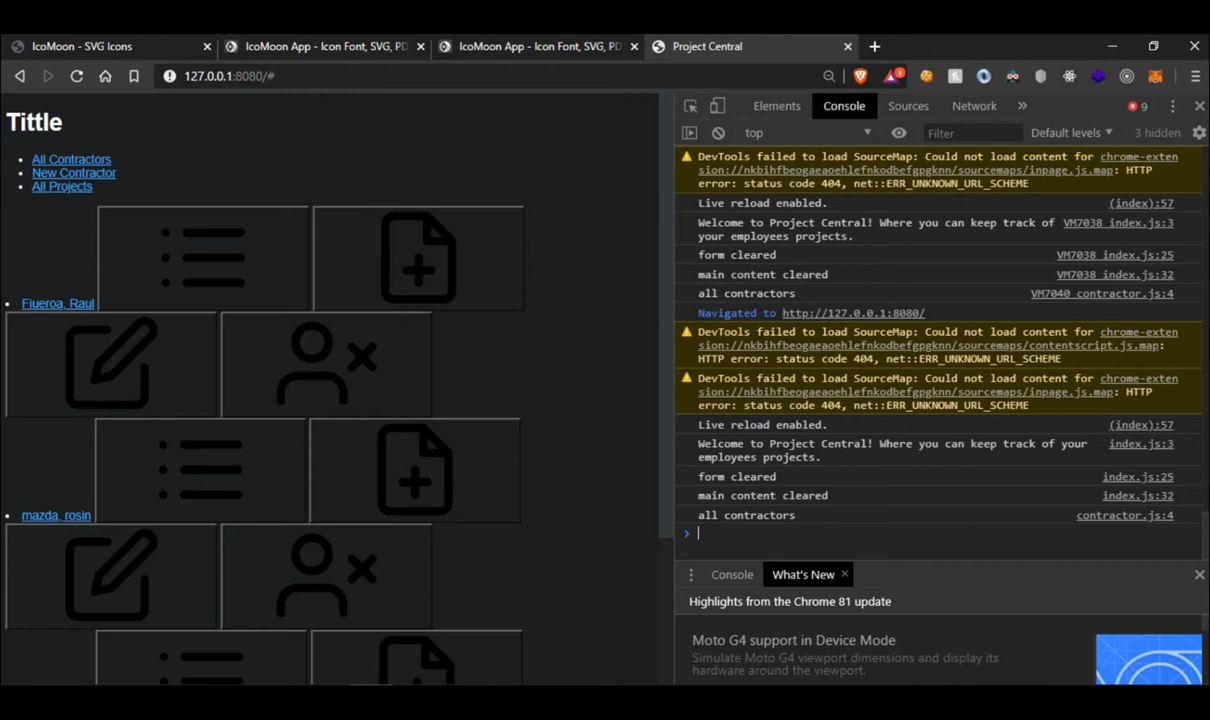 IcoMoon - SVG Icons
IcoMoon App - Icon Font, SVG, PD
IcoMoon App - Icon Font, SVG, PD
Project Central
127.0.0.1:8080/#
3
Tittle
All Contractors
New Contractor
All Projects
Fiueroa, Raul
mazda, rosin
Elements
Console
Sources
Network
9
top
Filter
Default levels
3 hidden
DevTools failed to load SourceMap: Could not load content for chrome-exten
sion://nkbihfbeogaeaoehlefnkodbefgpgknn/sourcemaps/inpage.js.map: HTTP
error: status code 404, net::ERR_UNKNOWN_URL_SCHEME
Live reload enabled. (index):57
Welcome to Project Central! Where you can keep track of VM7038 index.js:3
your employees projects.
form cleared VM7038 index.js:25
main content cleared VM7038 index.js:32
all contractors VM7040 contractor.js:4
Navigated to http://127.0.0.1:8080/
DevTools failed to load SourceMap: Could not load content for chrome-exten
sion://nkbihfbeogaeaoehlefnkodbefgpgknn/sourcemaps/contentscript.js.map:
HTTP error: status code 404, net::ERR_UNKNOWN_URL_SCHEME
DevTools failed to load SourceMap: Could not load content for chrome-exten
sion://nkbihfbeogaeaoehlefnkodbefgpgknn/sourcemaps/inpage.js.map: HTTP
error: status code 404, net::ERR_UNKNOWN_URL_SCHEME
Live reload enabled. (index):57
Welcome to Project Central! Where you can keep track of your index.js:3
employees projects.
form cleared index.js:25
main content cleared index.js:32
all contractors contractor.js:4
Console
What's New
Highlights from the Chrome 81 update
Moto G4 support in Device Mode
Simulate Moto G4 viewport dimensions and display its
hardware around the viewport.